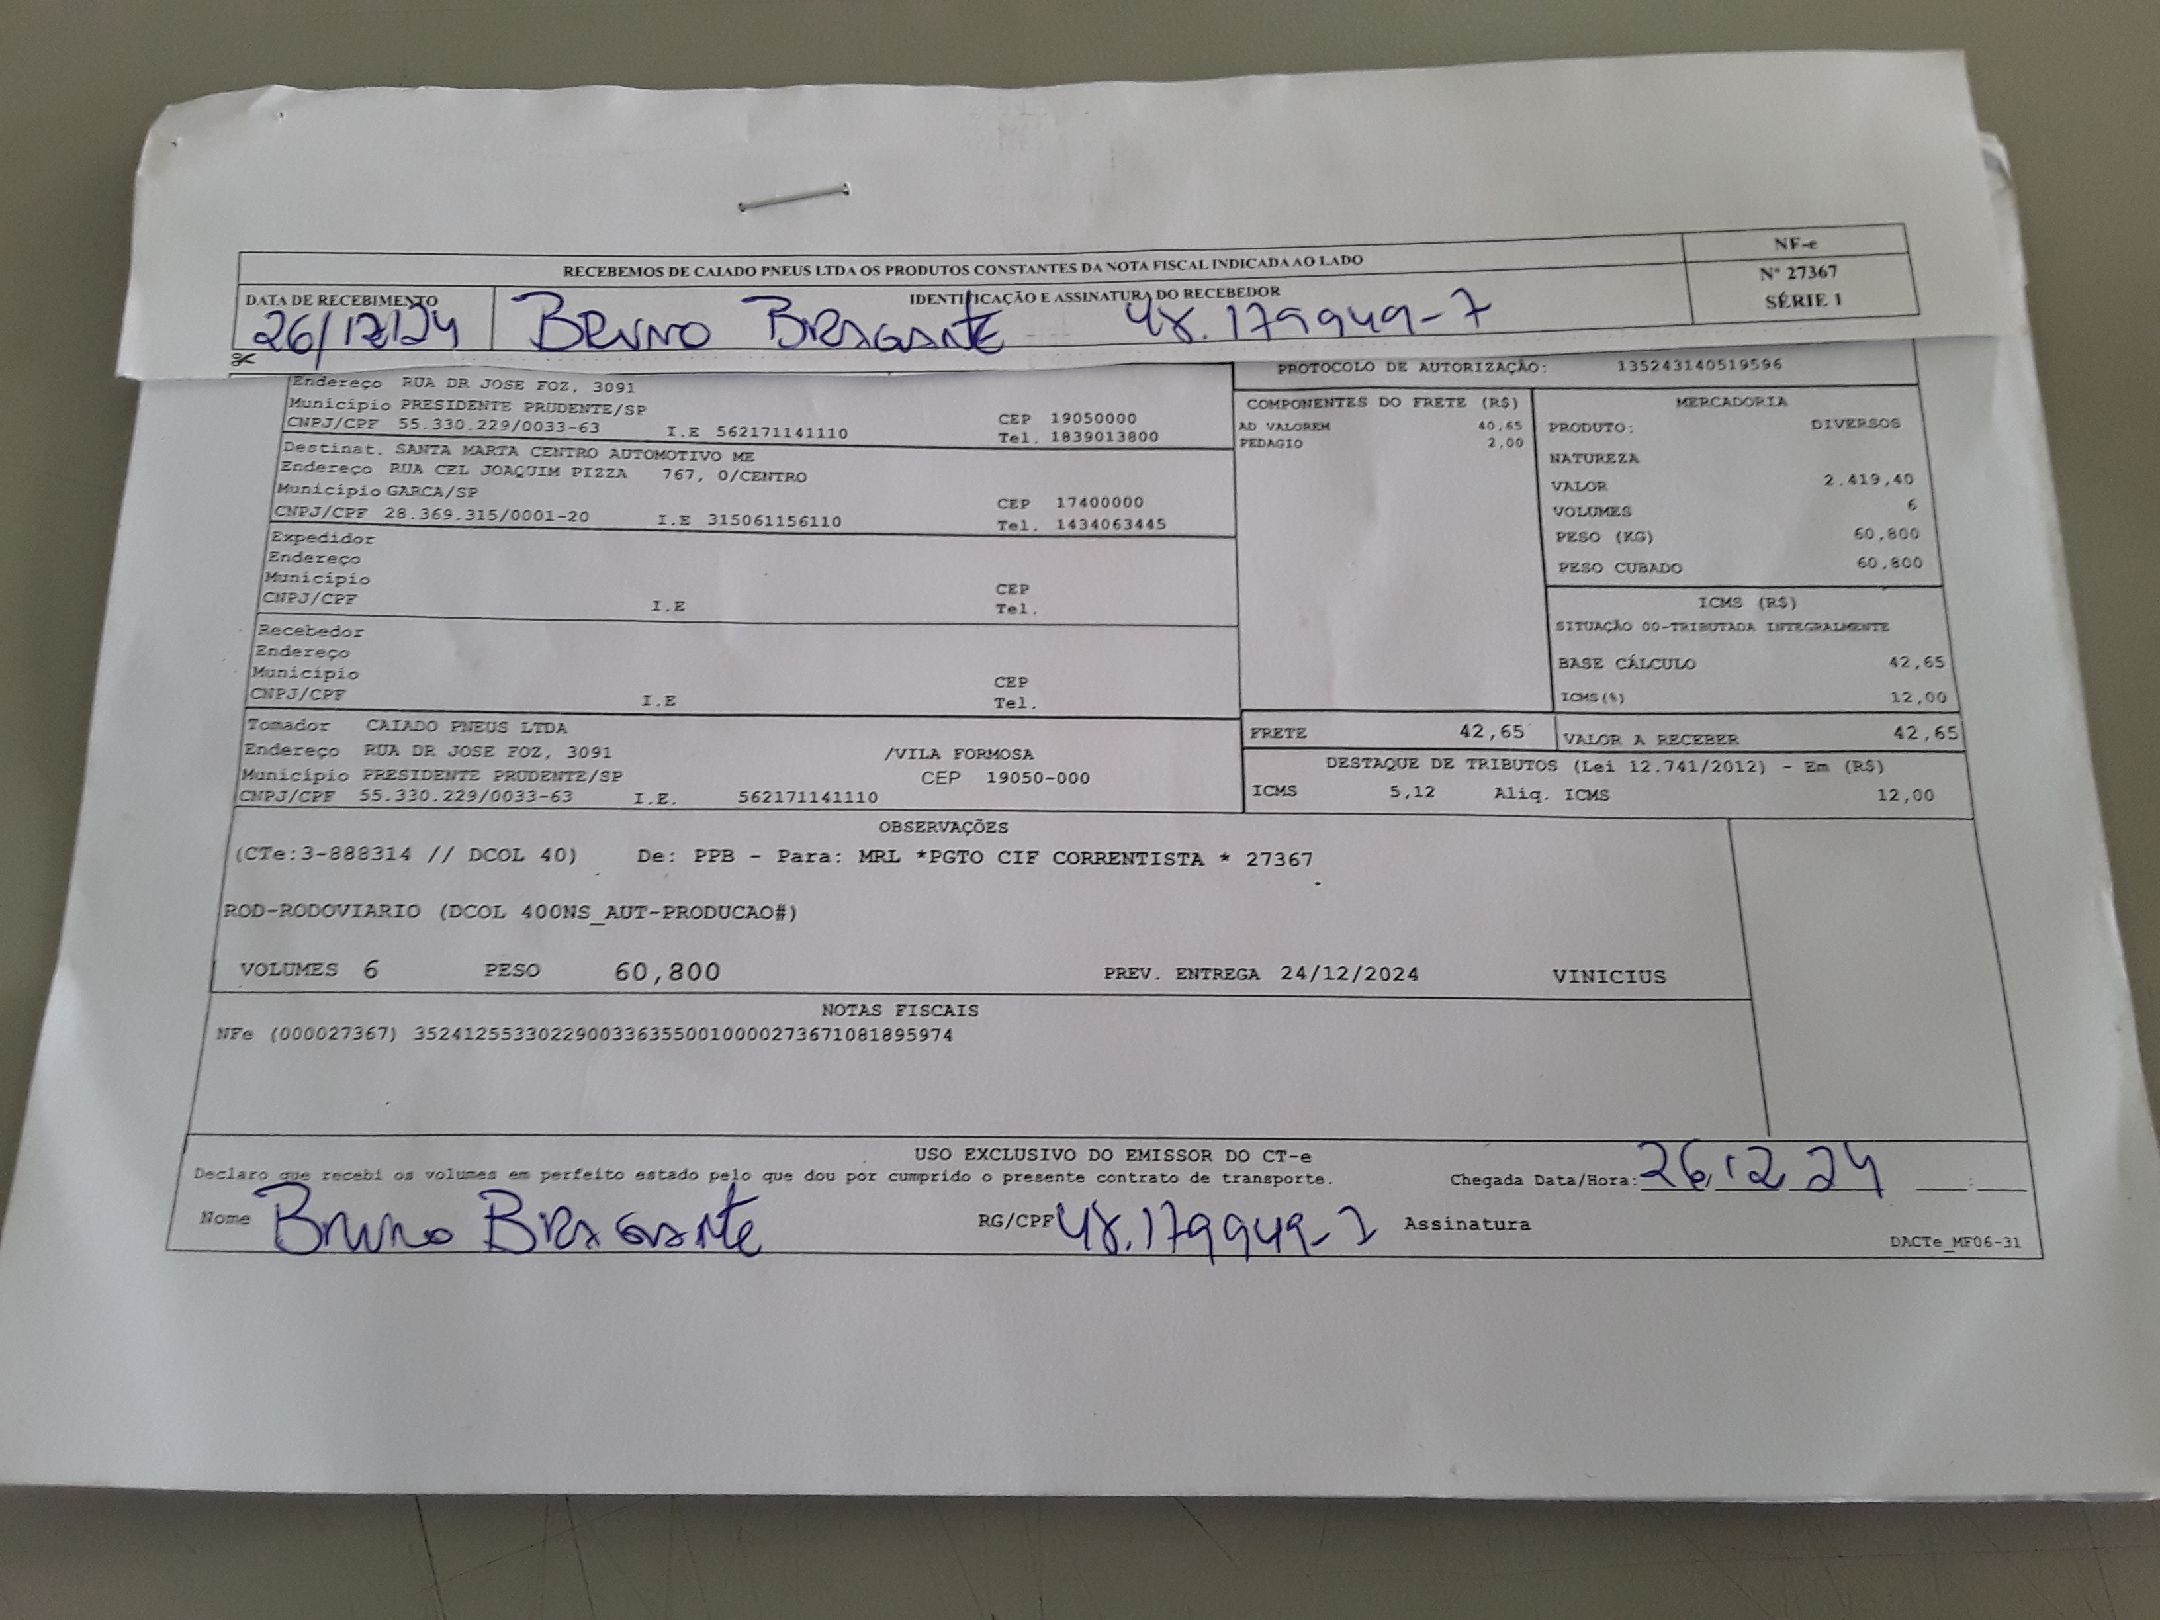 RECEBEMOS DE CAIADO PNEUS LTDA OS PRODUTOS CONSTANTES DA NOTA FISCAL INDICADA AO LADO
NF-e
Nº 27367
SÉRIE 1
DATA DE RECEBIMENTO
26/12/24
IDENTIFICAÇÃO E ASSINATURA DO RECEBEDOR
BRUNO BRAGANTE 48.179949-7
Endereço RUA DR JOSE FOZ, 3091
Município PRESIDENTE PRUDENTE/SP CEP 19050000
CNPJ/CPF 55.330.229/0033-63 I.E 562171141110 Tel. 1839013800
Destinat. SANTA MARTA CENTRO AUTOMOTIVO ME
Endereço RUA CEL JOAQUIM PIZZA 767, 0/CENTRO
Município GARCA/SP CEP 17400000
CNPJ/CPF 28.369.315/0001-20 I.E 315061156110 Tel. 1434063445
Expedidor
Endereço
Município CEP
CNPJ/CPF I.E Tel.
Recebedor
Endereço
Município CEP
CNPJ/CPF I.E Tel.
Tomador CAIADO PNEUS LTDA
Endereço RUA DR JOSE FOZ, 3091 /VILA FORMOSA
Município PRESIDENTE PRUDENTE/SP CEP 19050-000
CNPJ/CPF 55.330.229/0033-63 I.E. 562171141110
PROTOCOLO DE AUTORIZAÇÃO: 135243140519596
COMPONENTES DO FRETE (R$)
AD VALOREM 40,65
PEDAGIO 2,00
MERCADORIA
PRODUTO: DIVERSOS
NATUREZA
VALOR 2.419,40
VOLUMES 6
PESO (KG) 60,800
PESO CUBADO 60,800
ICMS (R$)
SITUAÇÃO 00-TRIBUTADA INTEGRALMENTE
BASE CÁLCULO 42,65
ICMS(%) 12,00
FRETE 42,65 VALOR A RECEBER 42,65
DESTAQUE DE TRIBUTOS (Lei 12.741/2012) - Em (R$)
ICMS 5,12 Aliq. ICMS 12,00
OBSERVAÇÕES
(CTe:3-888314 // DCOL 40) De: PPB - Para: MRL *PGTO CIF CORRENTISTA * 27367
ROD-RODOVIARIO (DCOL 400NS_AUT-PRODUCAO#)
VOLUMES 6 PESO 60,800 PREV. ENTREGA 24/12/2024 VINICIUS
NOTAS FISCAIS
NFe (000027367) 35241255330229003363550010000273671081895974
USO EXCLUSIVO DO EMISSOR DO CT-e
Declaro que recebi os volumes em perfeito estado pelo que dou por cumprido o presente contrato de transporte. Chegada Data/Hora: 26/12/24 __:__
Nome BRUNO BRAGANTE RG/CPF 48.179949-7 Assinatura
DACTe_MF06-31